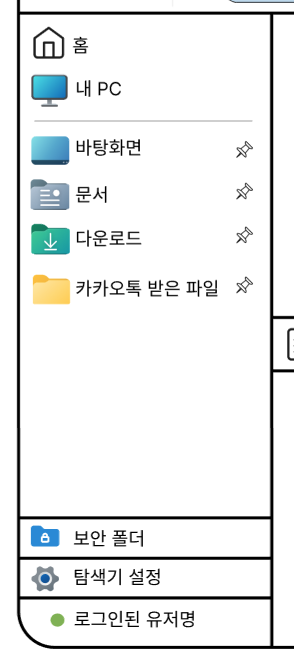 홈
내 PC
바탕화면
문서
다운로드
카카오톡 받은 파일
보안 폴더
탐색기 설정
로그인된 유저명